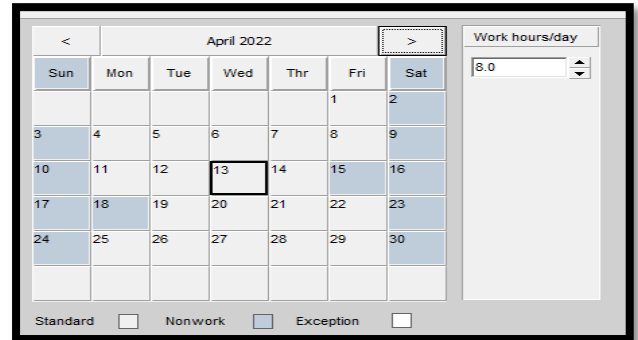 < April 2022 >
Work hours/day
Sun Mon Tue Wed Thr Fri Sat
8.0
1 2
3 4 5 6 7 8 9
10 11 12 13 14 15 16
17 18 19 20 21 22 23
24 25 26 27 28 29 30
Standard Nonwork Exception